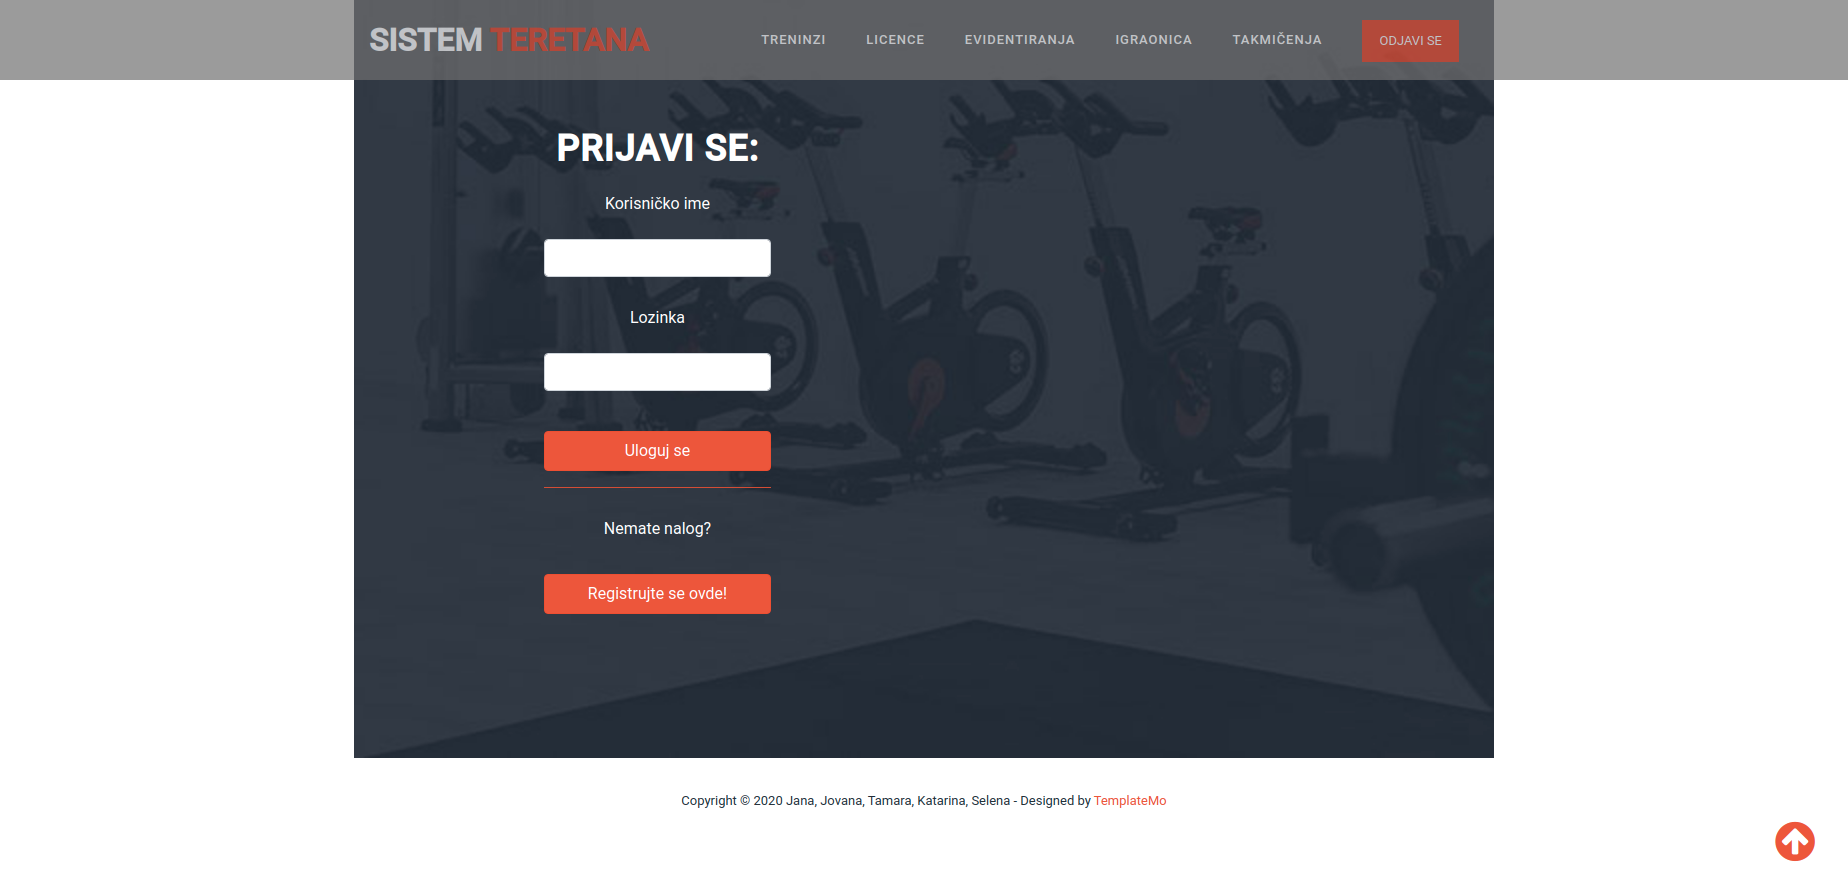 SISTEM TERETANA
TRENINZI
LICENCE
EVIDENTIRANJA
IGRAONICA
TAKMIČENJA
ODJAVI SE
PRIJAVI SE:
Korisničko ime
Lozinka
Uloguj se
Nemate nalog?
Registrujte se ovde!
Copyright © 2020 Jana, Jovana, Tamara, Katarina, Selena - Designed by TemplateMo